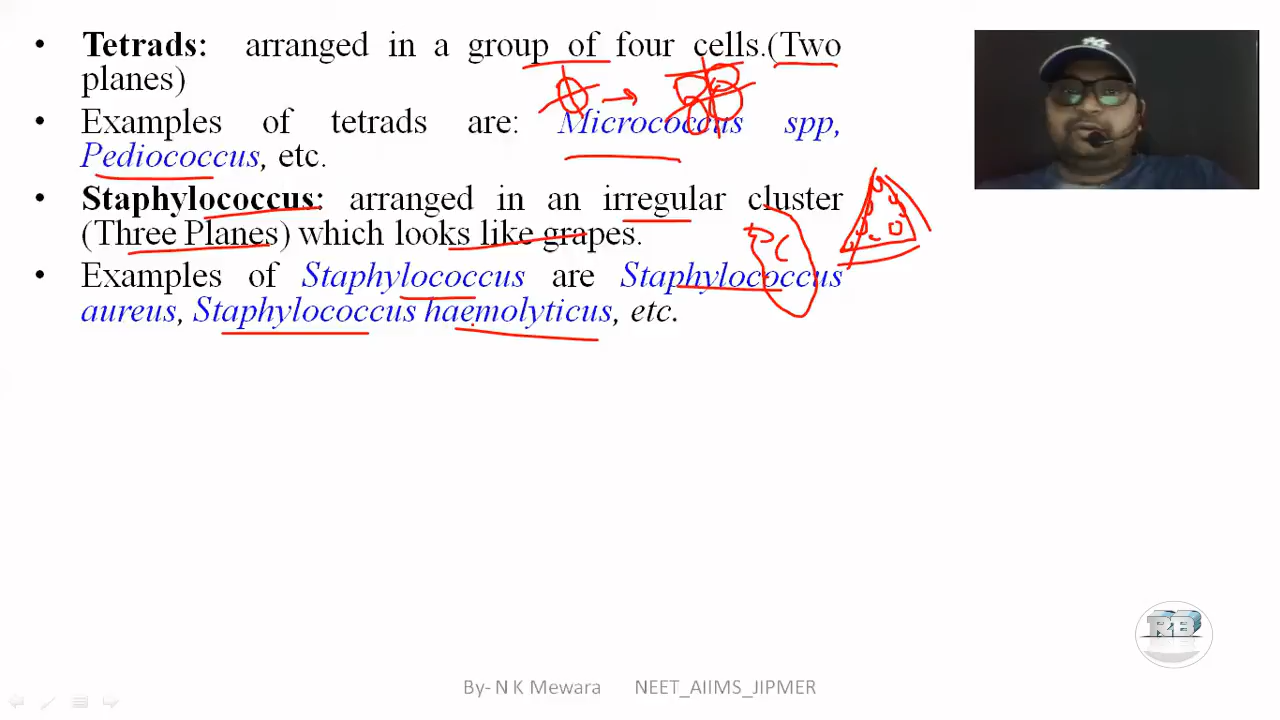 • Tetrads: arranged in a group of four cells.(Two
planes)
• Examples of tetrads are: Micrococcus spp,
Pediococcus, etc.
• Staphylococcus: arranged in an irregular cluster
(Three Planes) which looks like grapes.
• Examples of Staphylococcus are Staphylococcus
aureus, Staphylococcus haemolyticus, etc.
RB
By- N K Mewara NEET_AIIMS_JIPMER